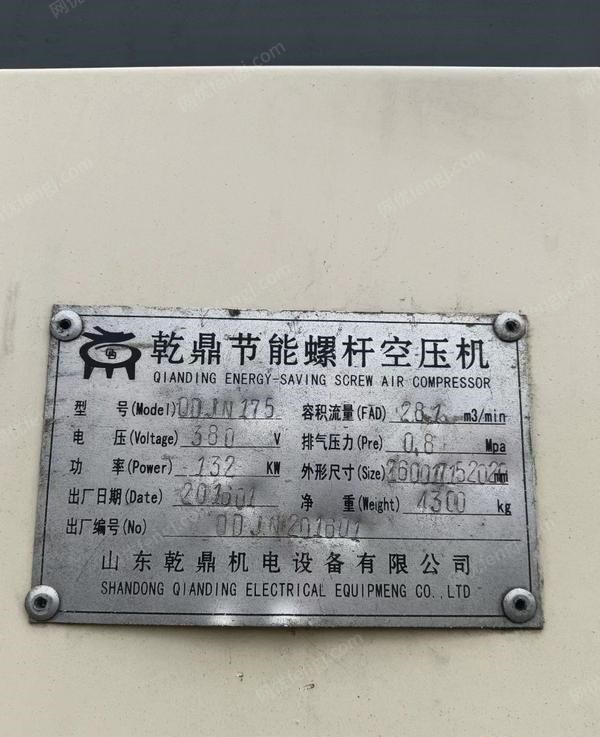 乾鼎节能螺杆空压机
QIANDING ENERGY-SAVING SCREW AIR COMPRESSOR
型 号(Model) QDJN175 容积流量(FAD) 28.1 m3/min
电 压(Voltage) 380 V 排气压力(Pre) 0.8 Mpa
功 率(Power) 132 KW 外形尺寸(Size) mm
出厂日期(Date) 201601 净 重(Weight) 4300 kg
出厂编号(No) QDJN201601
山东乾鼎机电设备有限公司
SHANDONG QIANDING ELECTRICAL EQUIPMENG CO.,LTD